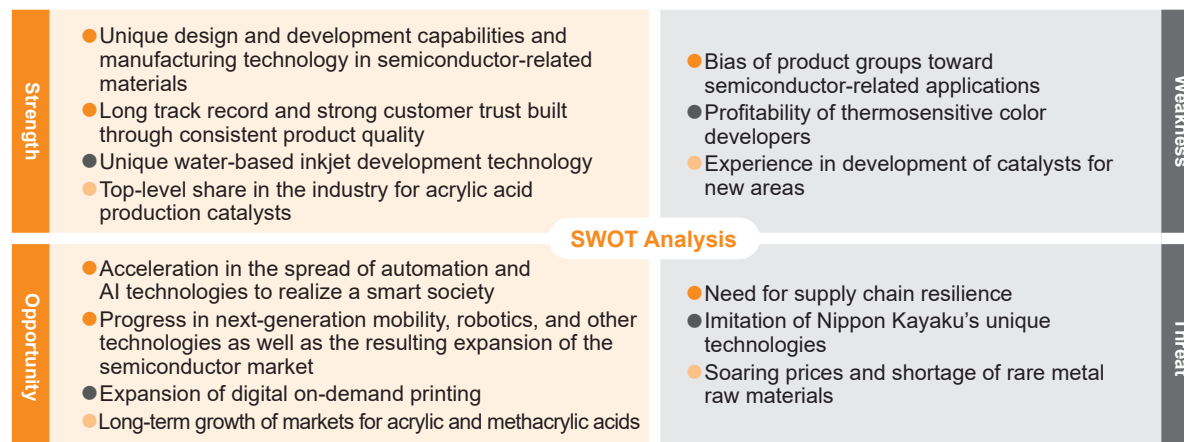 Strength
● Unique design and development capabilities and
manufacturing technology in semiconductor-related
materials
● Long track record and strong customer trust built
through consistent product quality
● Unique water-based inkjet development technology
● Top-level share in the industry for acrylic acid
production catalysts
Weakness
● Bias of product groups toward
semiconductor-related applications
● Profitability of thermosensitive color
developers
● Experience in development of catalysts for
new areas
SWOT Analysis
Opportunity
● Acceleration in the spread of automation and
AI technologies to realize a smart society
● Progress in next-generation mobility, robotics, and other
technologies as well as the resulting expansion of the
semiconductor market
● Expansion of digital on-demand printing
● Long-term growth of markets for acrylic and methacrylic acids
Threat
● Need for supply chain resilience
● Imitation of Nippon Kayaku’s unique
technologies
● Soaring prices and shortage of rare metal
raw materials